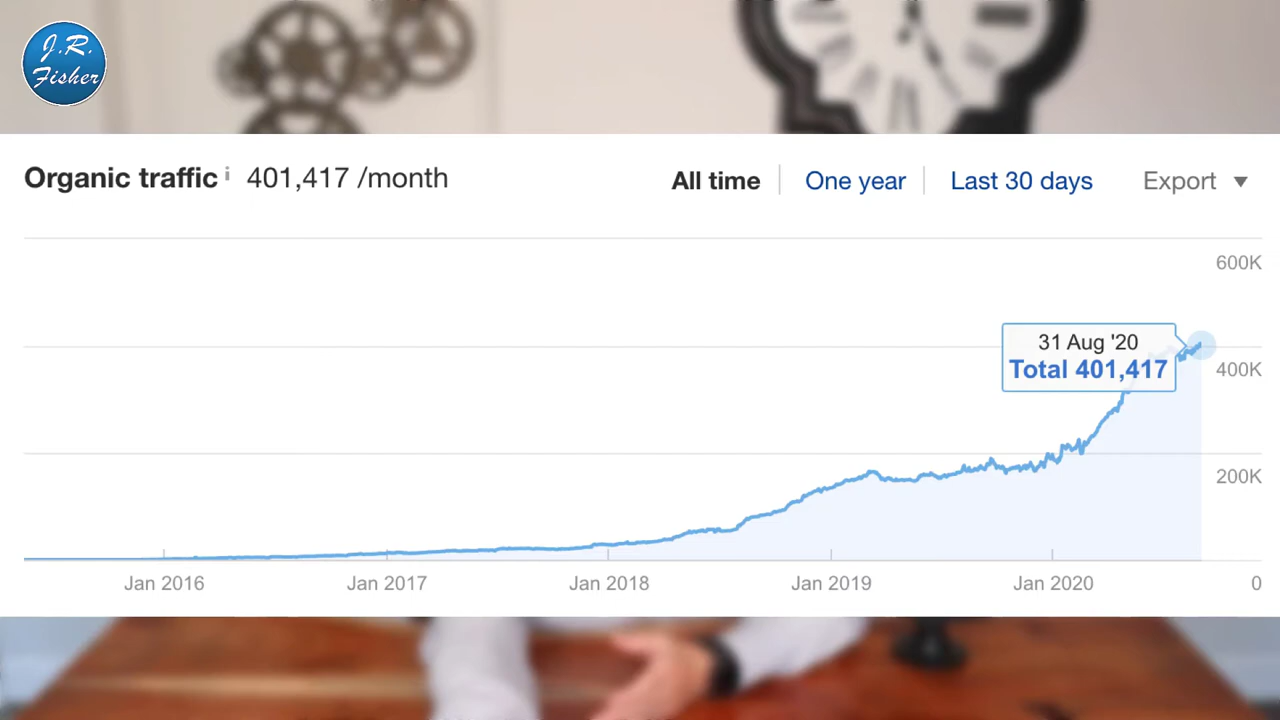 J.R.
Fisher
Organic traffic i 401,417 /month
All time One year Last 30 days Export
600K
31 Aug '20
Total 401,417
400K
200K
Jan 2016 Jan 2017 Jan 2018 Jan 2019 Jan 2020 0